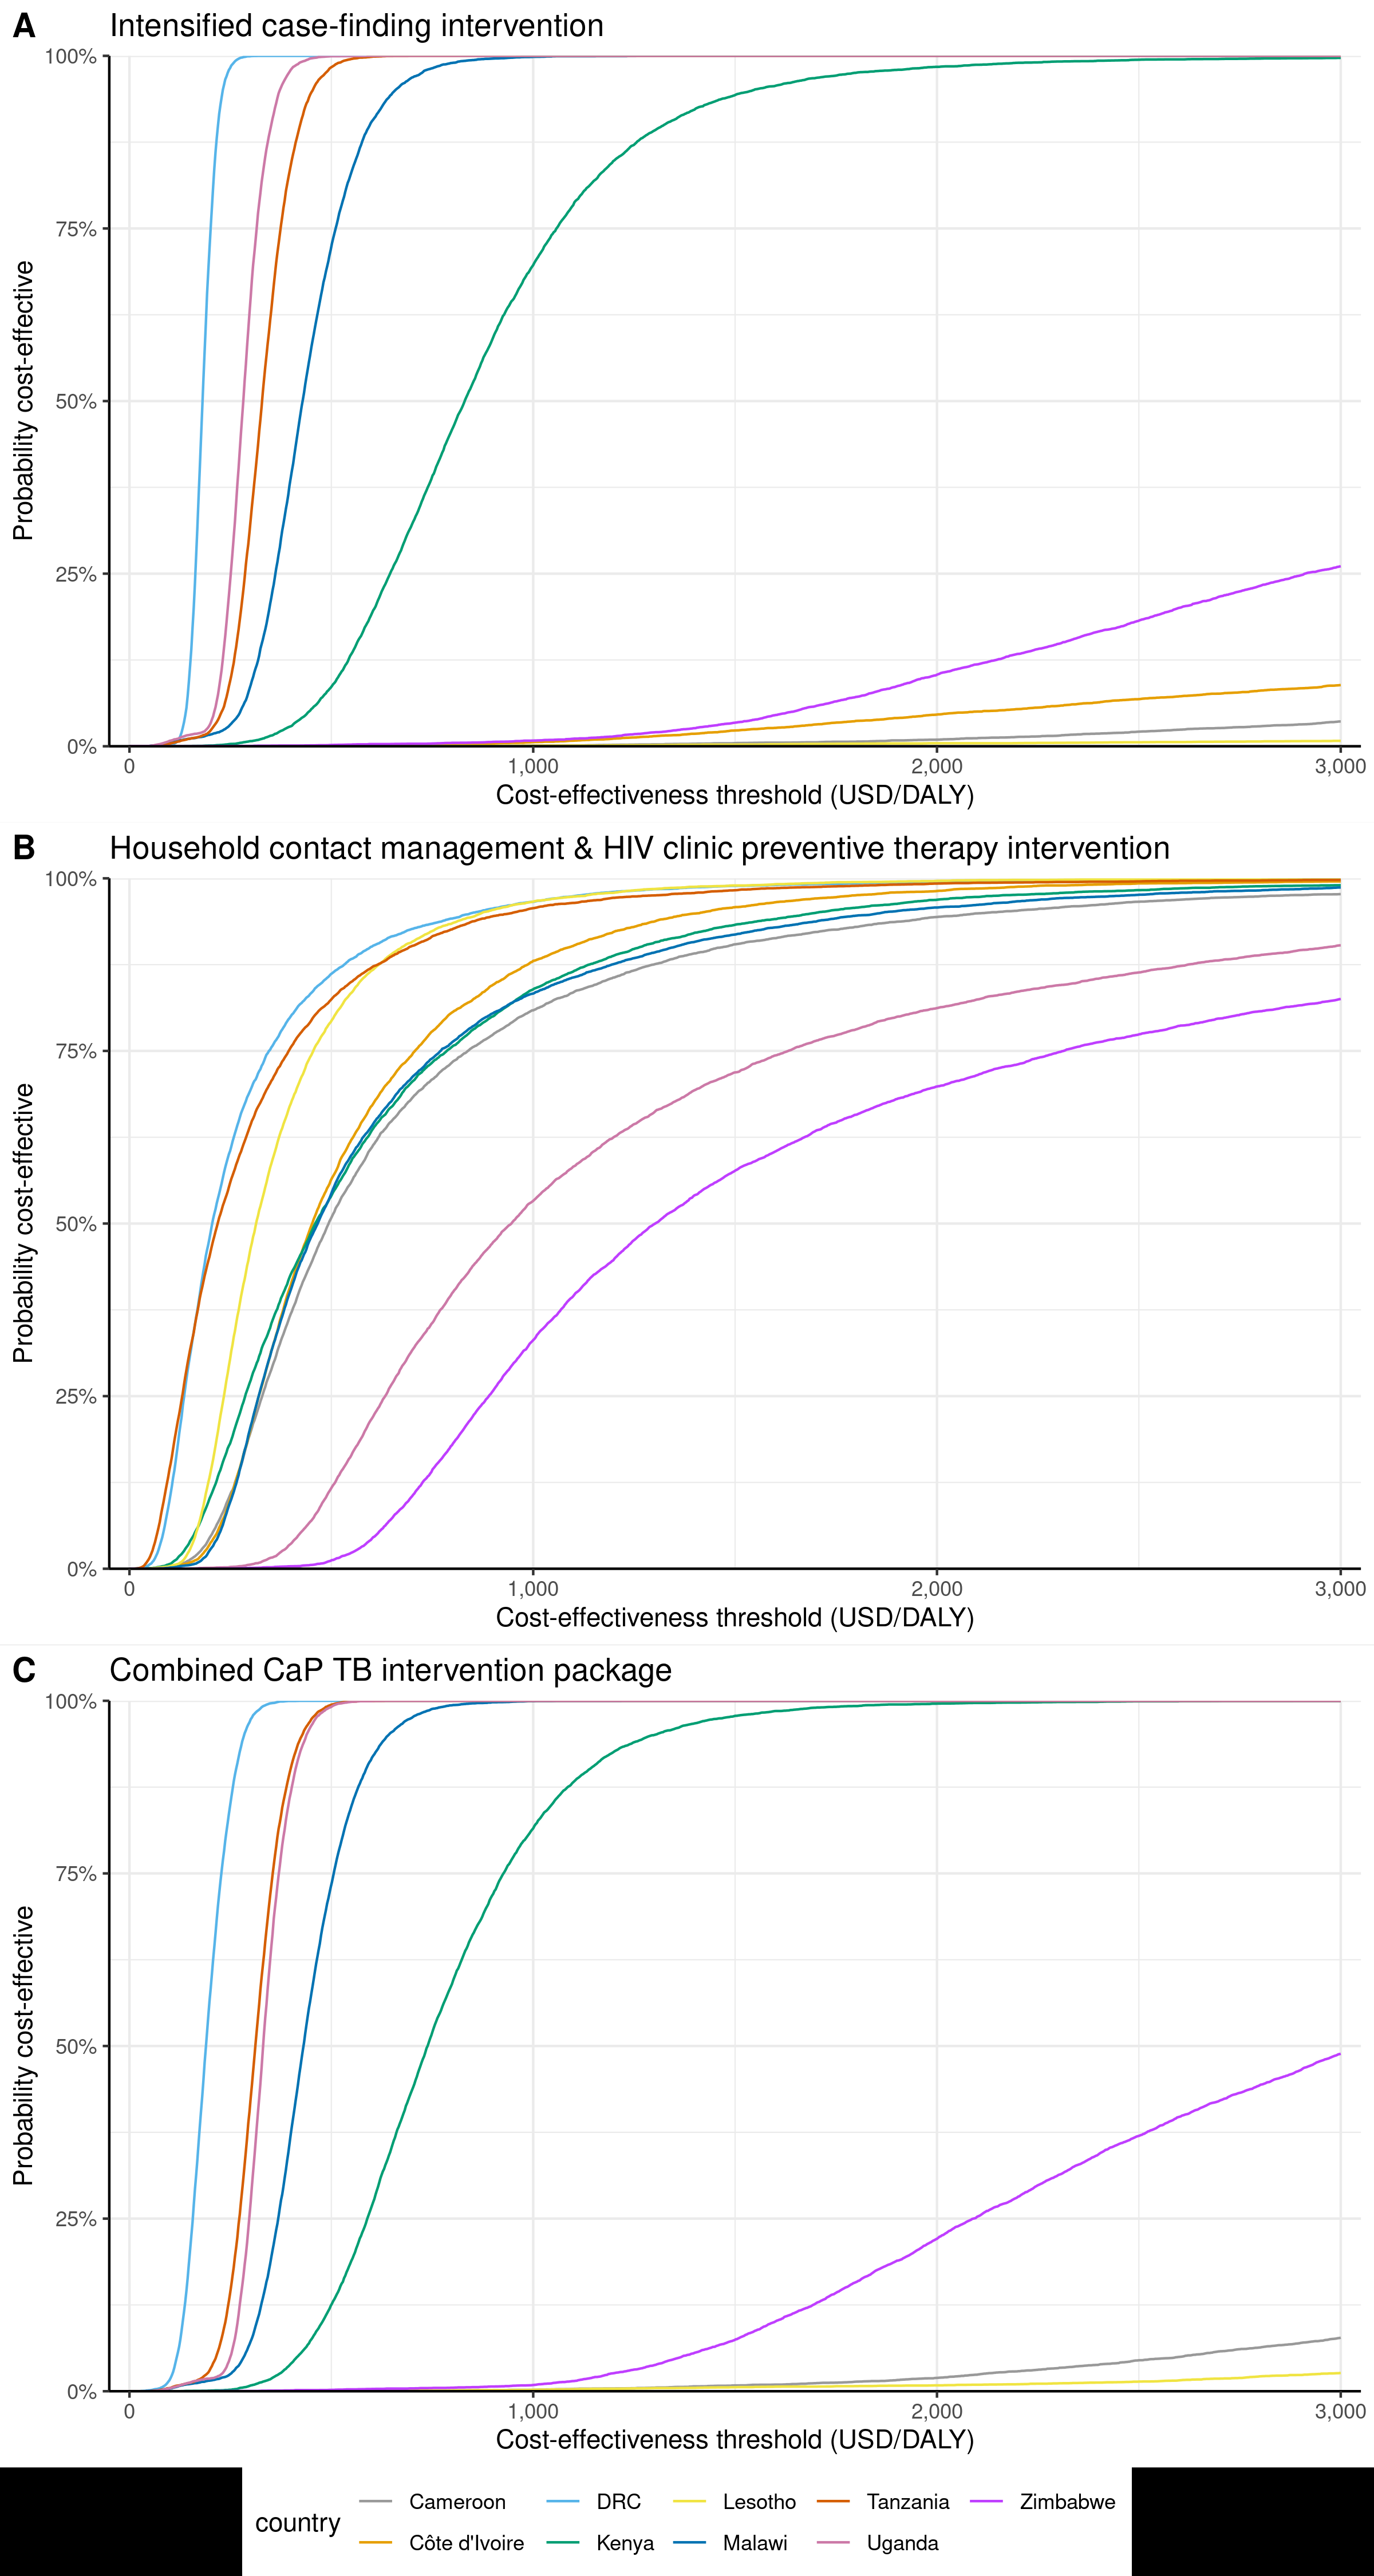 A Intensified case-finding intervention
100%
75%
50%
25%
0%
Probability cost-effective
0 1,000 2,000 3,000
Cost-effectiveness threshold (USD/DALY)
B Household contact management & HIV clinic preventive therapy intervention
100%
75%
50%
25%
0%
Probability cost-effective
0 1,000 2,000 3,000
Cost-effectiveness threshold (USD/DALY)
C Combined CaP TB intervention package
100%
75%
50%
25%
0%
Probability cost-effective
0 1,000 2,000 3,000
Cost-effectiveness threshold (USD/DALY)
country
Cameroon DRC Lesotho Tanzania Zimbabwe
Côte d'Ivoire Kenya Malawi Uganda